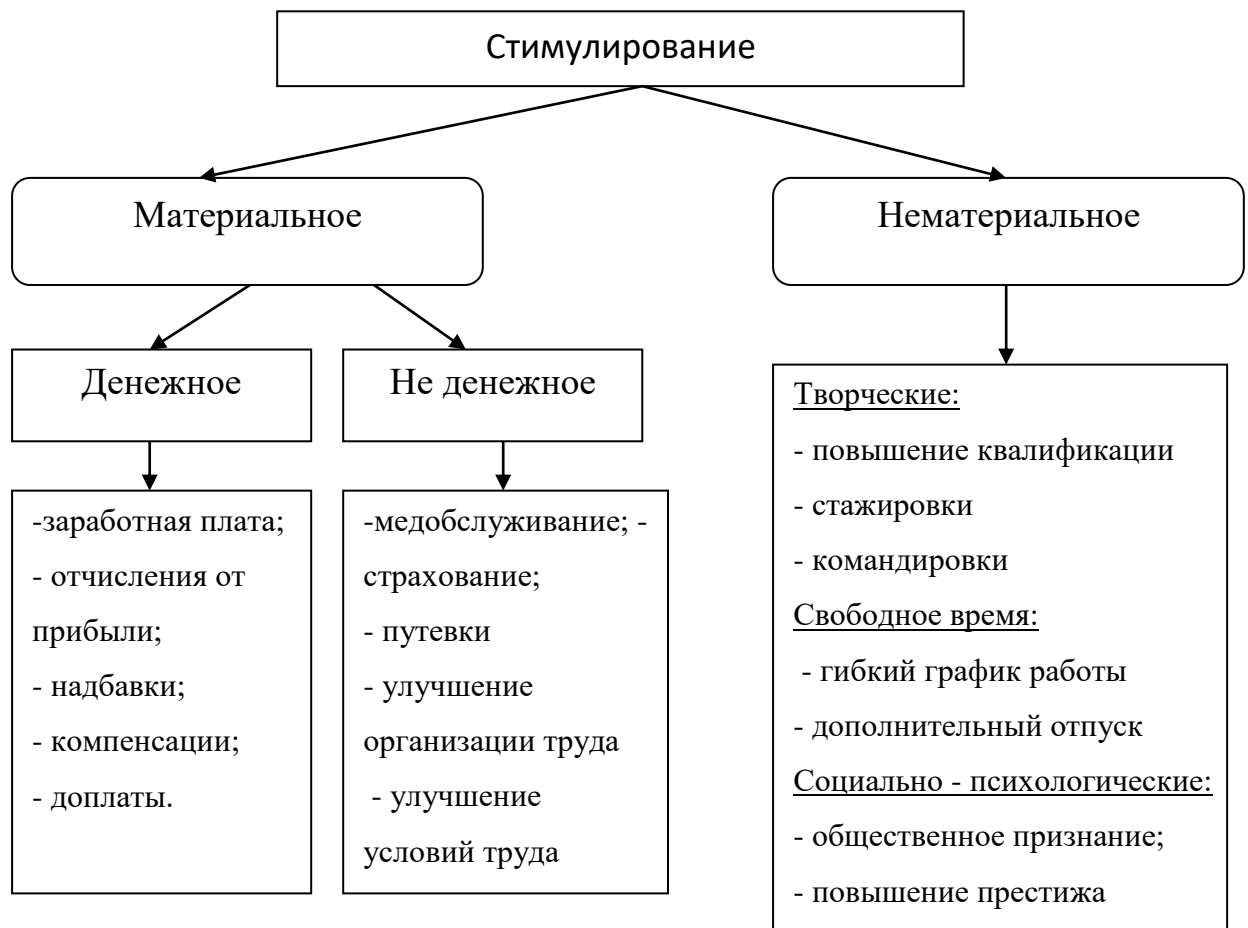 Стимулирование
Материальное
Нематериальное
Денежное
Не денежное
-заработная плата;
- отчисления от
прибыли;
- надбавки;
- компенсации;
- доплаты.
-медобслуживание; -
страхование;
- путевки
- улучшение
организации труда
- улучшение
условий труда
Творческие:
- повышение квалификации
- стажировки
- командировки
Свободное время:
- гибкий график работы
- дополнительный отпуск
Социально - психологические:
- общественное признание;
- повышение престижа